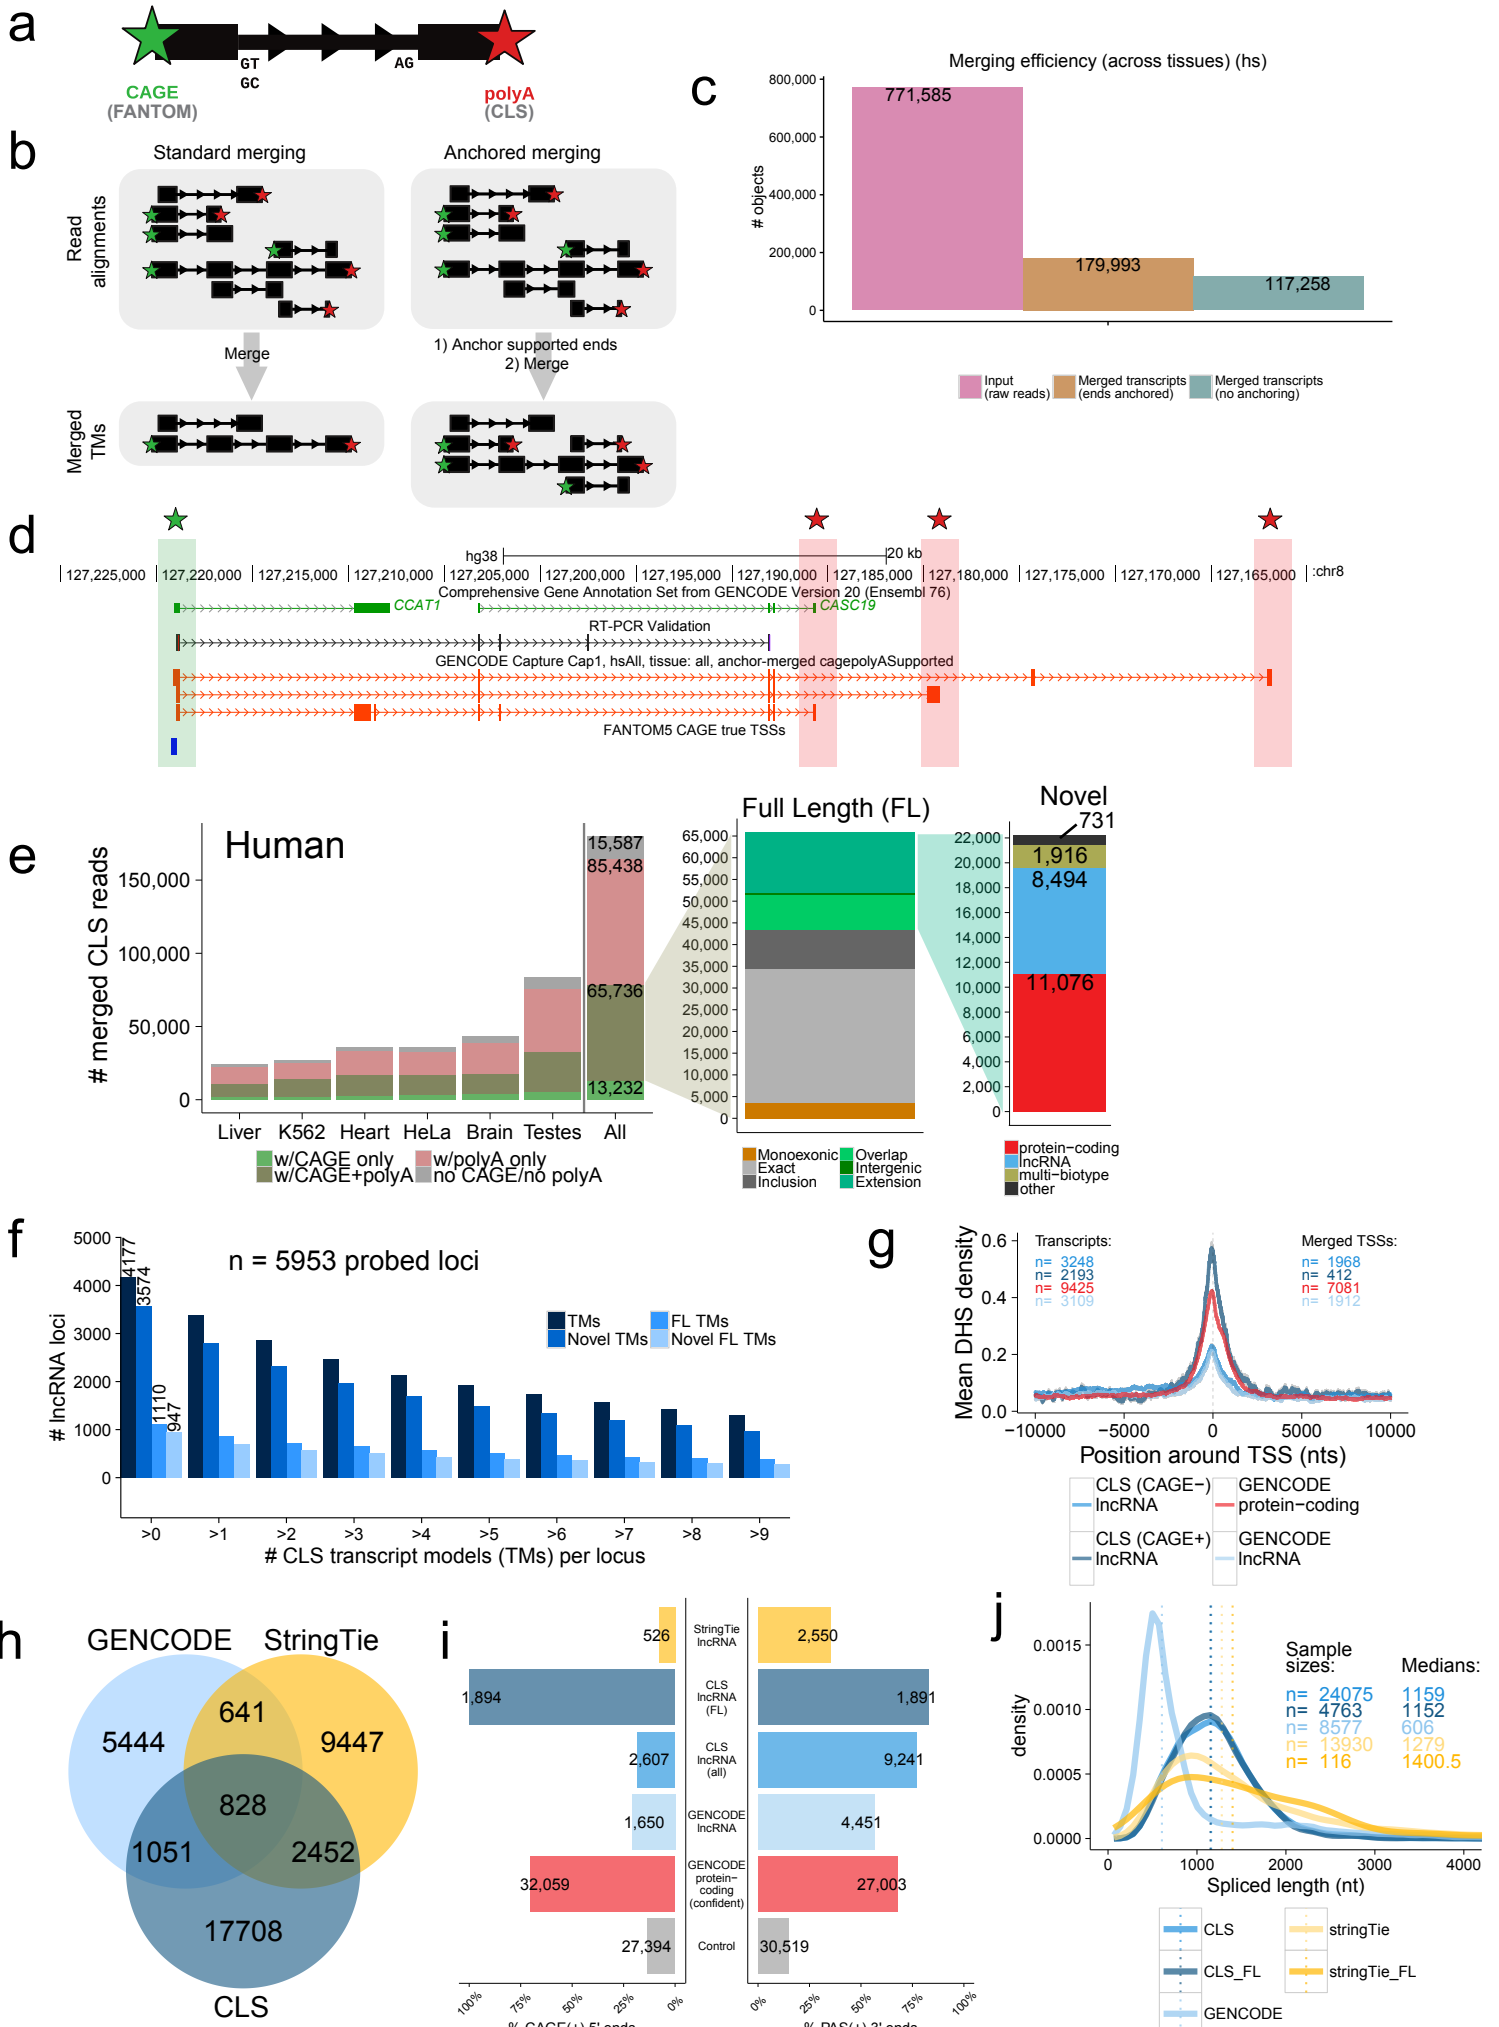 a
GT
GC
AG
CAGE
(FANTOM)
polyA
(CLS)
b
Standard merging
Anchored merging
Read
alignments
Merge
1) Anchor supported ends
2) Merge
Merged
TMs
c
Merging efficiency (across tissues) (hs)
# objects
800,000
600,000
400,000
200,000
0
771,585
179,993
117,258
Input
(raw reads)
Merged transcripts
(ends anchored)
Merged transcripts
(no anchoring)
d
hg38
20 kb
127,225,000
127,220,000
127,215,000
127,210,000
127,205,000
127,200,000
127,195,000
127,190,000
127,185,000
127,180,000
127,175,000
127,170,000
127,165,000
:chr8
Comprehensive Gene Annotation Set from GENCODE Version 20 (Ensembl 76)
CCAT1
CASC19
RT-PCR Validation
GENCODE Capture Cap1, hsAll, tissue: all, anchor-merged cagepolyASupported
FANTOM5 CAGE true TSSs
e
Human
# merged CLS reads
150,000
100,000
50,000
0
15,587
85,438
65,736
13,232
Liver
K562
Heart
HeLa
Brain
Testes
All
w/CAGE only
w/CAGE+polyA
w/polyA only
no CAGE/no polyA
Full Length (FL)
65,000
60,000
55,000
50,000
45,000
40,000
35,000
30,000
25,000
20,000
15,000
10,000
5,000
0
Monoexonic
Exact
Inclusion
Overlap
Intergenic
Extension
Novel
731
1,916
8,494
11,076
22,000
20,000
18,000
16,000
14,000
12,000
10,000
8,000
6,000
4,000
2,000
0
protein−coding
lncRNA
multi−biotype
other
f
n = 5953 probed loci
# lncRNA loci
5000
4000
3000
2000
1000
0
4177
3574
1110
947
TMs
Novel TMs
FL TMs
Novel FL TMs
>0
>1
>2
>3
>4
>5
>6
>7
>8
>9
# CLS transcript models (TMs) per locus
g
Mean DHS density
0.6
0.4
0.2
0.0
Transcripts:
n= 3248
n= 2193
n= 9425
n= 3109
Merged TSSs:
n= 1968
n= 412
n= 7081
n= 1912
−10000
−5000
0
5000
10000
Position around TSS (nts)
CLS (CAGE−)
lncRNA
GENCODE
protein−coding
CLS (CAGE+)
lncRNA
GENCODE
lncRNA
h
GENCODE
StringTie
641
5444
9447
828
1051
2452
17708
CLS
i
526
StringTie
lncRNA
2,550
1,894
CLS
lncRNA
(FL)
1,891
2,607
CLS
lncRNA
(all)
9,241
1,650
GENCODE
lncRNA
4,451
32,059
GENCODE
protein−
coding
(confident)
27,003
27,394
Control
30,519
100%
75%
50%
25%
0%
0%
25%
50%
75%
100%
% CAGE(+) 5' ends
% PAS(+) 3' ends
j
density
0.0015
0.0010
0.0005
0.0000
Sample
sizes:
Medians:
n= 24075 1159
n= 4763 1152
n= 8577 606
n= 13930 1279
n= 116 1400.5
0
1000
2000
3000
4000
Spliced length (nt)
CLS
stringTie
CLS_FL
stringTie_FL
GENCODE